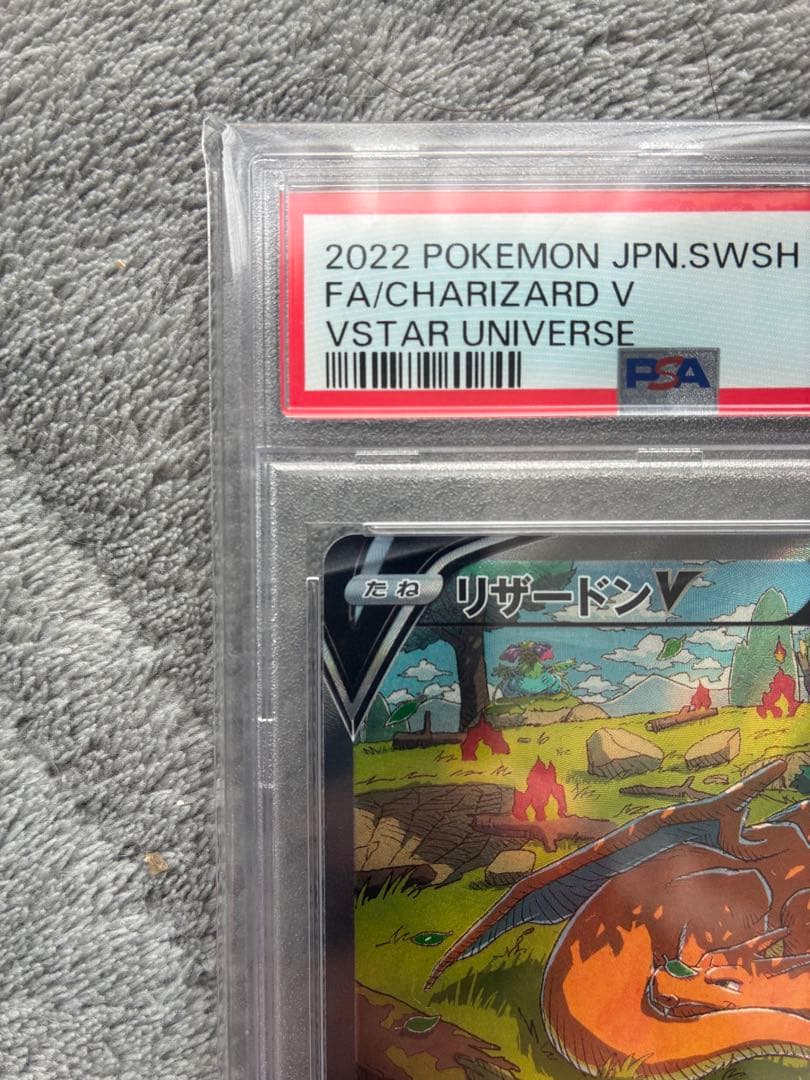 2022 POKEMON JPN.SWSH
FA/CHARIZARD V
VSTAR UNIVERSE
PSA
たね リザードンV